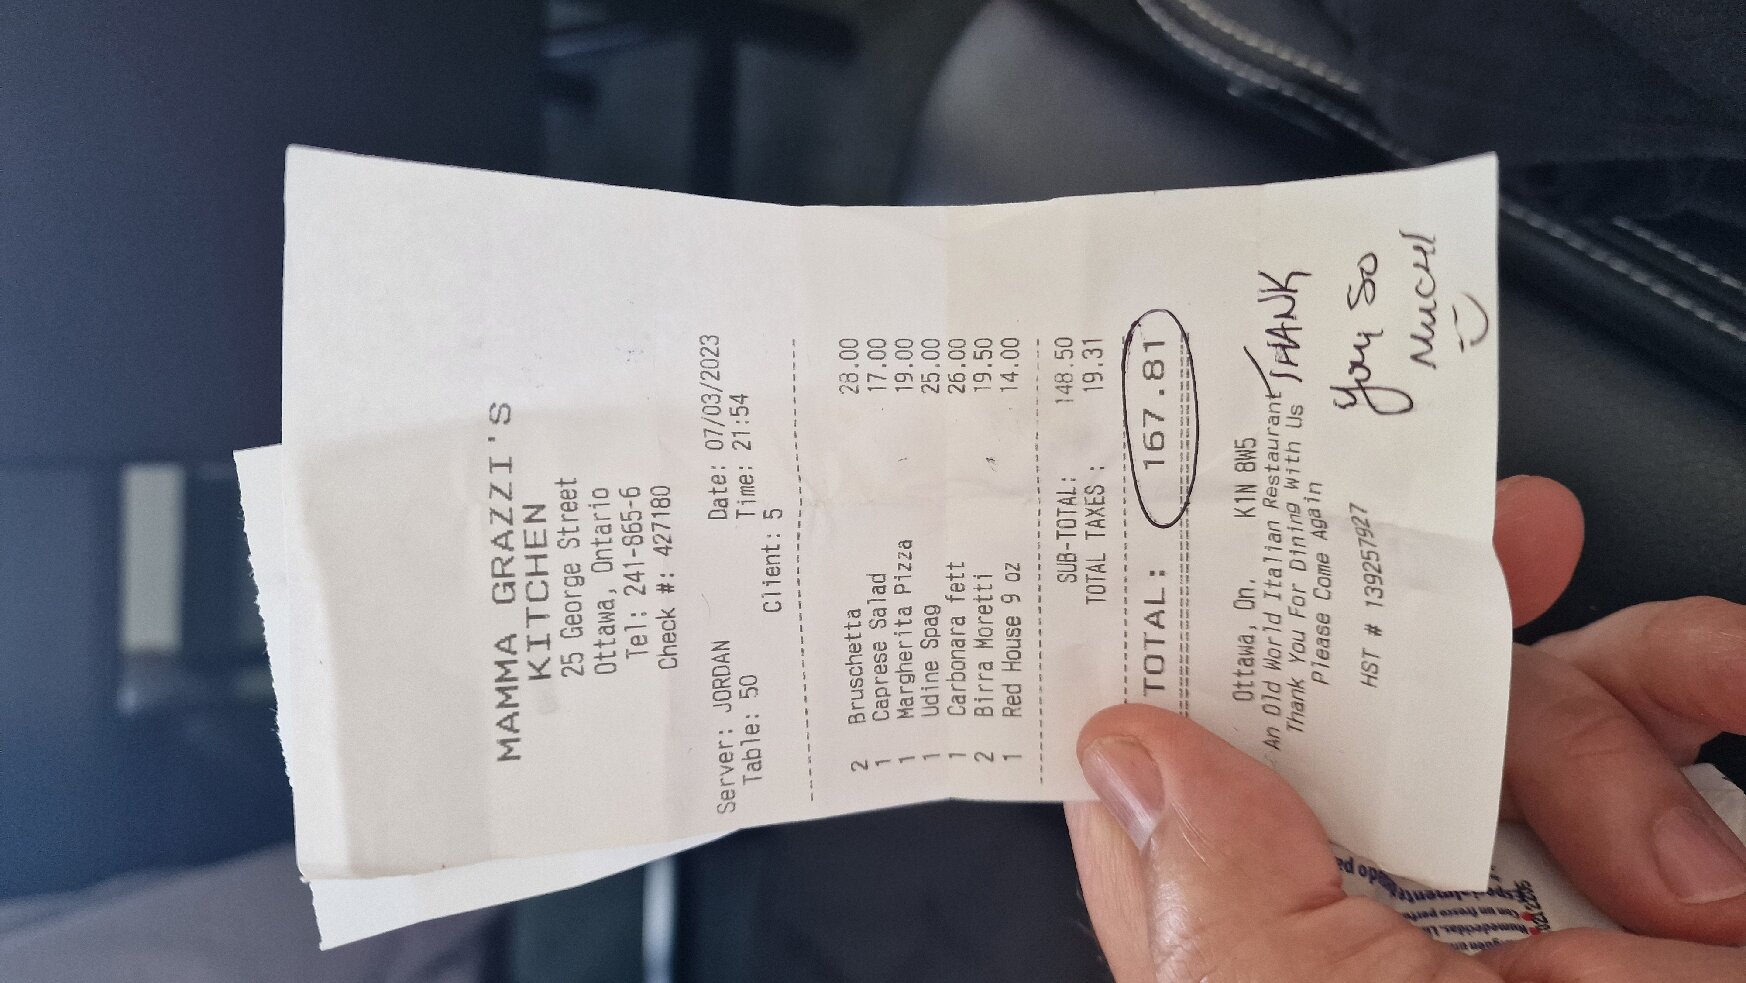 MAMMA GRAZZI'S
KITCHEN
25 George Street
Ottawa, Ontario
Tel: 241-865-6
Check #: 427180
Server: JORDAN Date: 07/03/2023
Table: 50 Time: 21:54
Client: 5
2 Bruschetta 28.00
1 Caprese Salad 17.00
1 Margherita Pizza 19.00
1 Udine Spag 25.00
1 Carbonara fett 26.00
2 Birra Moretti 19.50
1 Red House 9 oz 14.00
SUB-TOTAL: 148.50
TOTAL TAXES: 19.31
TOTAL: 167.81
Ottawa, On. K1N 8W5
An Old World Italian Restaurant
Thank You For Dining With Us
Please Come Again
HST # 139257927
THANK
You So
MUCH!